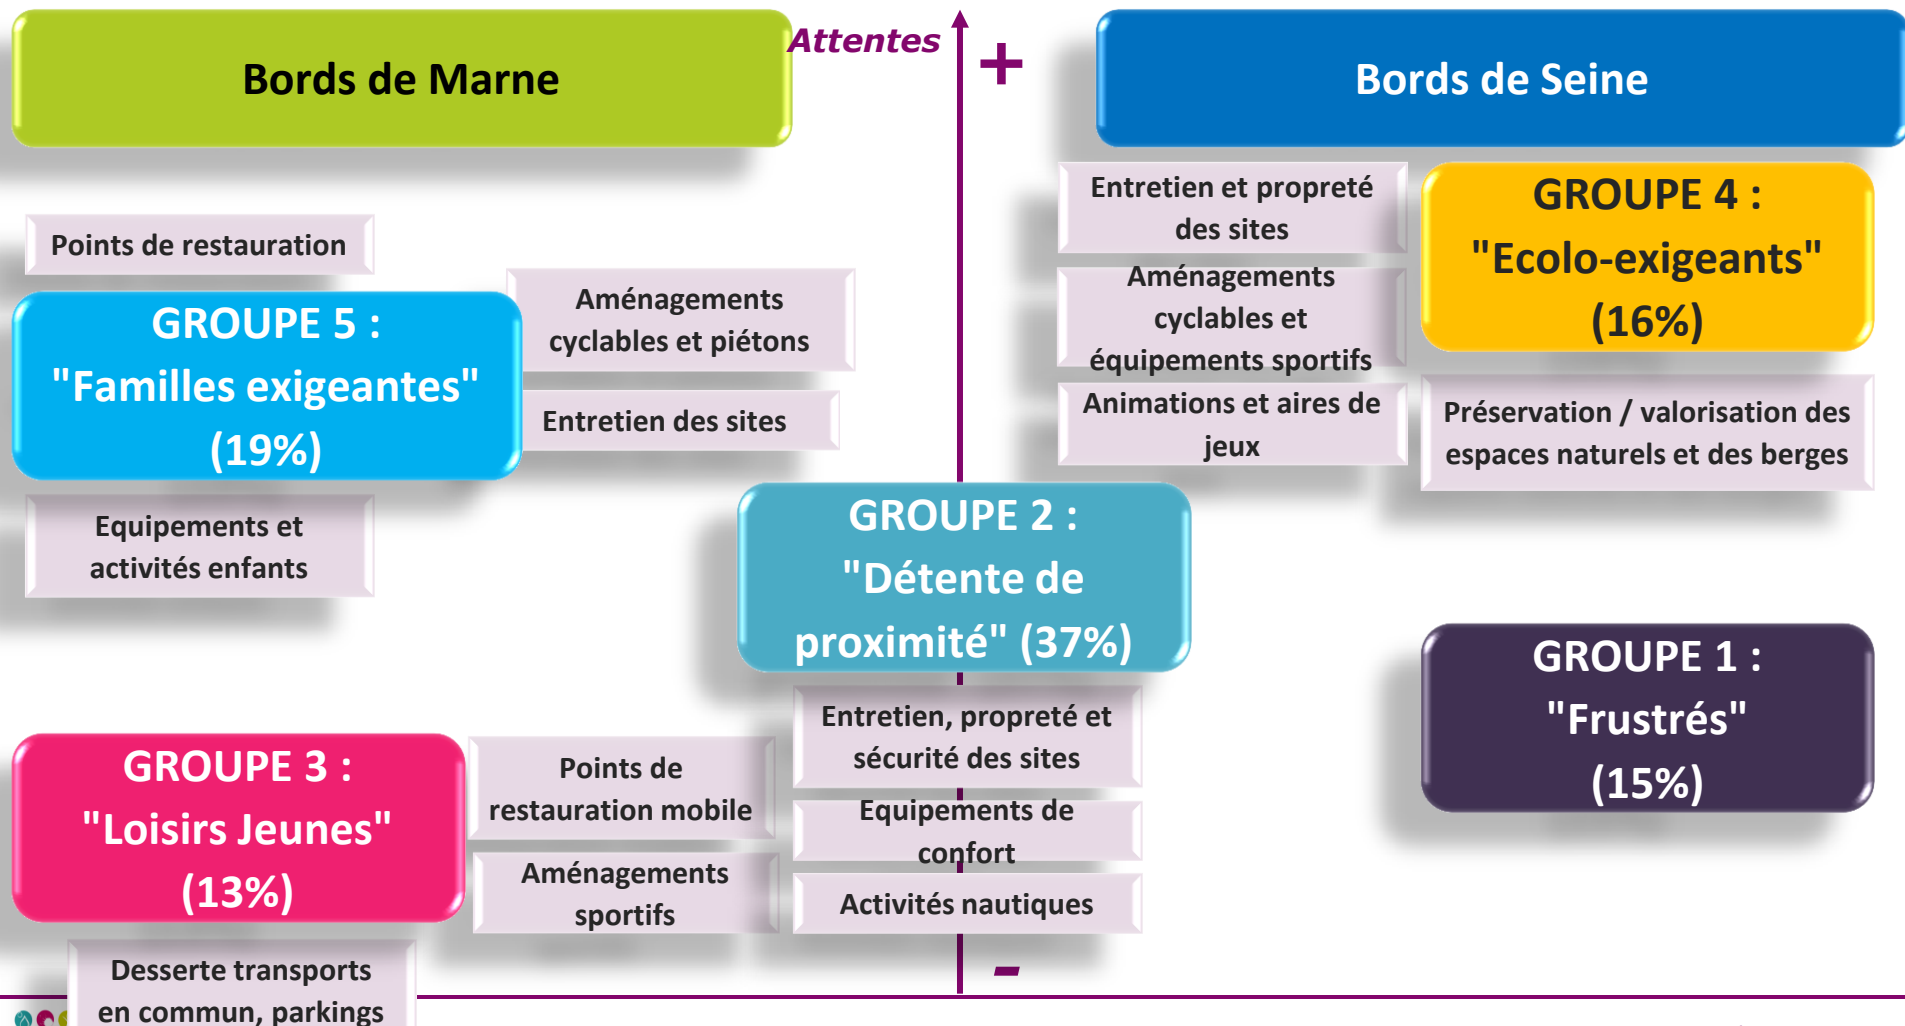 Bords de Marne
Attentes
+
Bords de Seine
Points de restauration
GROUPE 5 :
"Familles exigeantes"
(19%)
Aménagements
cyclables et piétons
Entretien des sites
Equipements et
activités enfants
Entretien et propreté
des sites
Aménagements
cyclables et
équipements sportifs
Animations et aires de
jeux
GROUPE 4 :
"Ecolo-exigeants"
(16%)
Préservation / valorisation des
espaces naturels et des berges
GROUPE 2 :
"Détente de
proximité" (37%)
Entretien, propreté et
sécurité des sites
Equipements de
confort
Activités nautiques
GROUPE 1 :
"Frustrés"
(15%)
GROUPE 3 :
"Loisirs Jeunes"
(13%)
Points de
restauration mobile
Aménagements
sportifs
Desserte transports
en commun, parkings
-